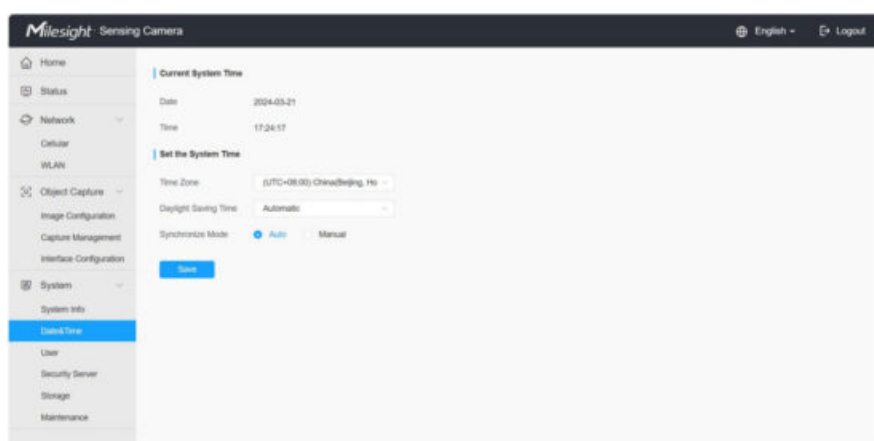 Milesight Sensing Camera
English
Logout
Home
Status
Network
Cellular
WLAN
Object Capture
Image Configuration
Capture Management
Interface Configuration
System
System Info
Date&Time
User
Security Server
Storage
Maintenance
Current System Time
Date 2024-03-21
Time 17:24:17
Set the System Time
Time Zone (UTC+08:00) China(Beijing, Ho
Daylight Saving Time Automatic
Synchronize Mode Auto Manual
Save